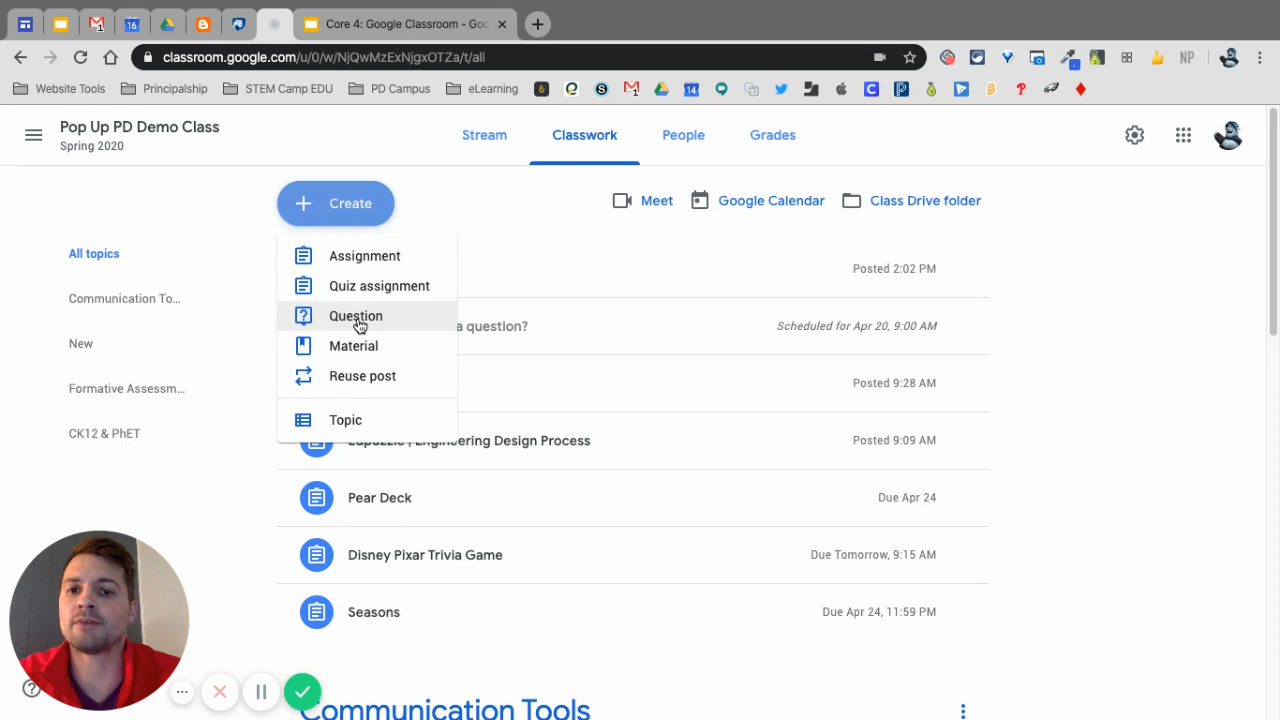 Core 4: Google Classroom - Goo
classroom.google.com/u/0/w/NjQwMzExNjgxOTZa/t/all
NP
Website Tools
Principalship
STEM Camp EDU
PD Campus
eLearning
Pop Up PD Demo Class
Spring 2020
Stream
Classwork
People
Grades
Create
Meet
Google Calendar
Class Drive folder
All topics
Communication To...
New
Formative Assessm...
CK12 & PhET
Assignment
Quiz assignment
Question
Material
Reuse post
Topic
Posted 2:02 PM
a question?
Scheduled for Apr 20, 9:00 AM
Posted 9:28 AM
Edpuzzle | Engineering Design Process
Posted 9:09 AM
Pear Deck
Due Apr 24
Disney Pixar Trivia Game
Due Tomorrow, 9:15 AM
Seasons
Due Apr 24, 11:59 PM
Communication Tools